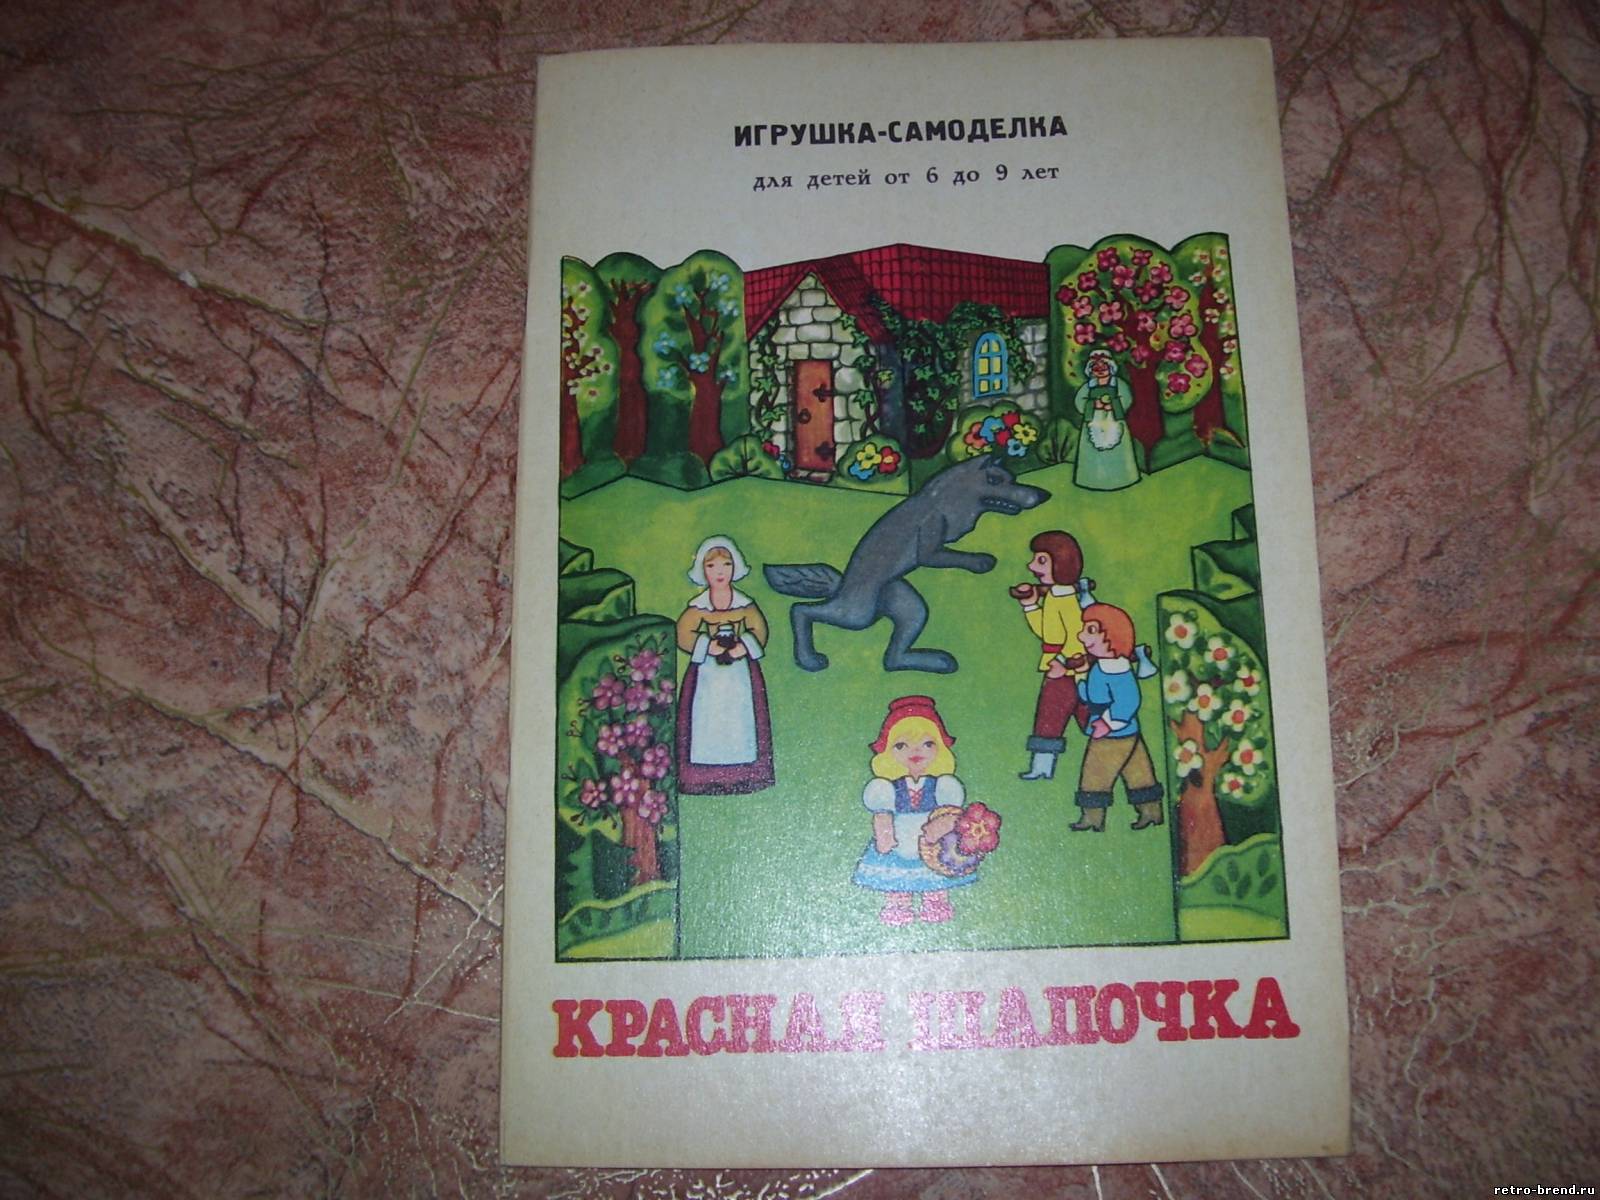 ИГРУШКА-САМОДЕЛКА
для детей от 6 до 9 лет
КРАСНАЯ ШАПОЧКА
retro-brend.ru